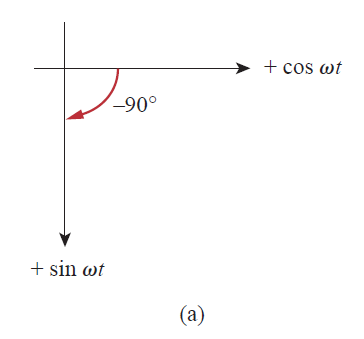 + cos ωt
–90°
+ sin ωt
(a)